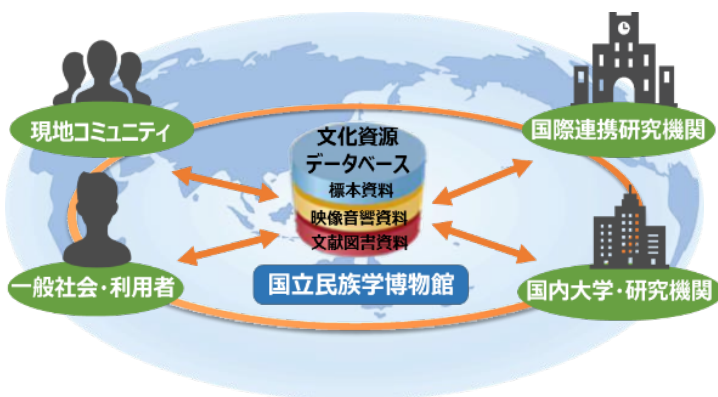 現地コミュニティ
国際連携研究機関
文化資源
データベース
標本資料
映像音響資料
文献図書資料
一般社会・利用者
国立民族学博物館
国内大学・研究機関